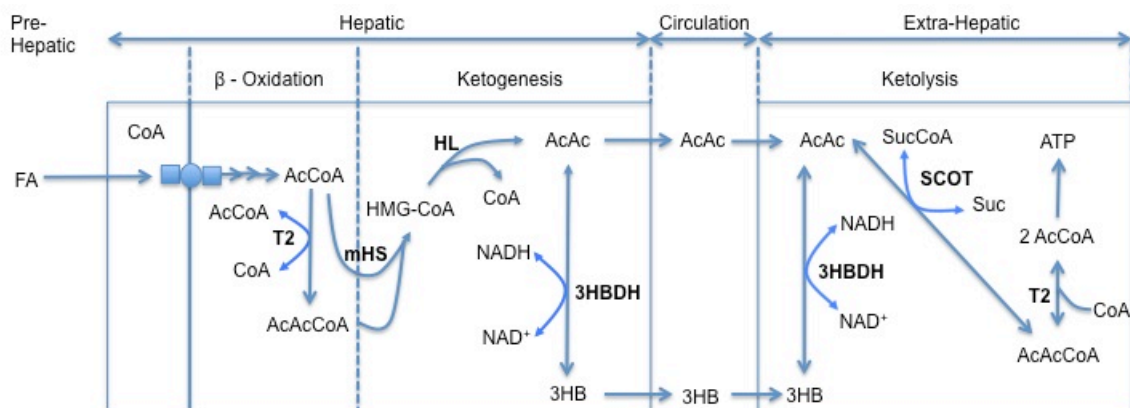 Pre-
Hepatic
Hepatic
Circulation
Extra-Hepatic
β - Oxidation
Ketogenesis
Ketolysis
CoA
FA
AcCoA
AcCoA
T2
CoA
AcAcCoA
mHS
HMG-CoA
HL
CoA
AcAc
NADH
3HBDH
NAD⁺
3HB
AcAc
3HB
AcAc
NADH
3HBDH
NAD⁺
3HB
SucCoA
SCOT
Suc
ATP
2 AcCoA
T2
CoA
AcAcCoA